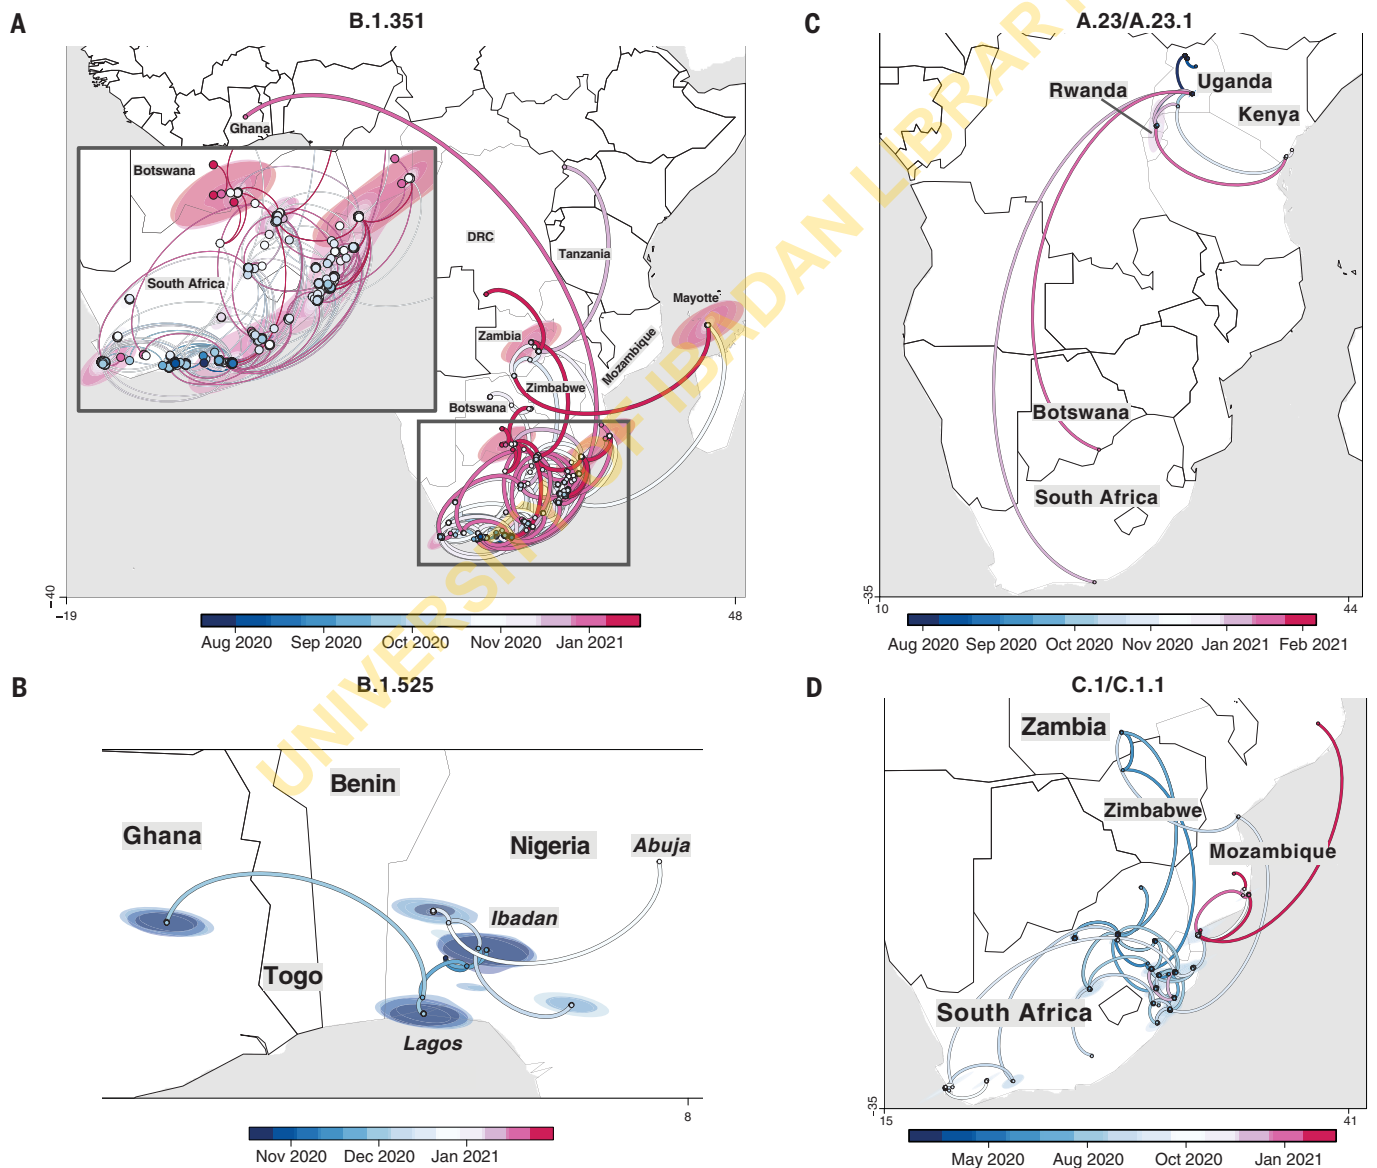 A
B.1.351
Ghana
Botswana
South Africa
DRC
Tanzania
Mayotte
Zambia
Mozambique
Zimbabwe
Botswana
-40
-19
48
Aug 2020 Sep 2020 Oct 2020 Nov 2020 Jan 2021
C
A.23/A.23.1
Uganda
Rwanda
Kenya
Botswana
South Africa
-35
10
44
Aug 2020 Sep 2020 Oct 2020 Nov 2020 Jan 2021 Feb 2021
B
B.1.525
Benin
Ghana
Nigeria
Abuja
Ibadan
Togo
Lagos
8
Nov 2020 Dec 2020 Jan 2021
D
C.1/C.1.1
Zambia
Zimbabwe
Mozambique
South Africa
-35
15
41
May 2020 Aug 2020 Oct 2020 Jan 2021
UNIVERSITY OF IBADAN LIBRAR